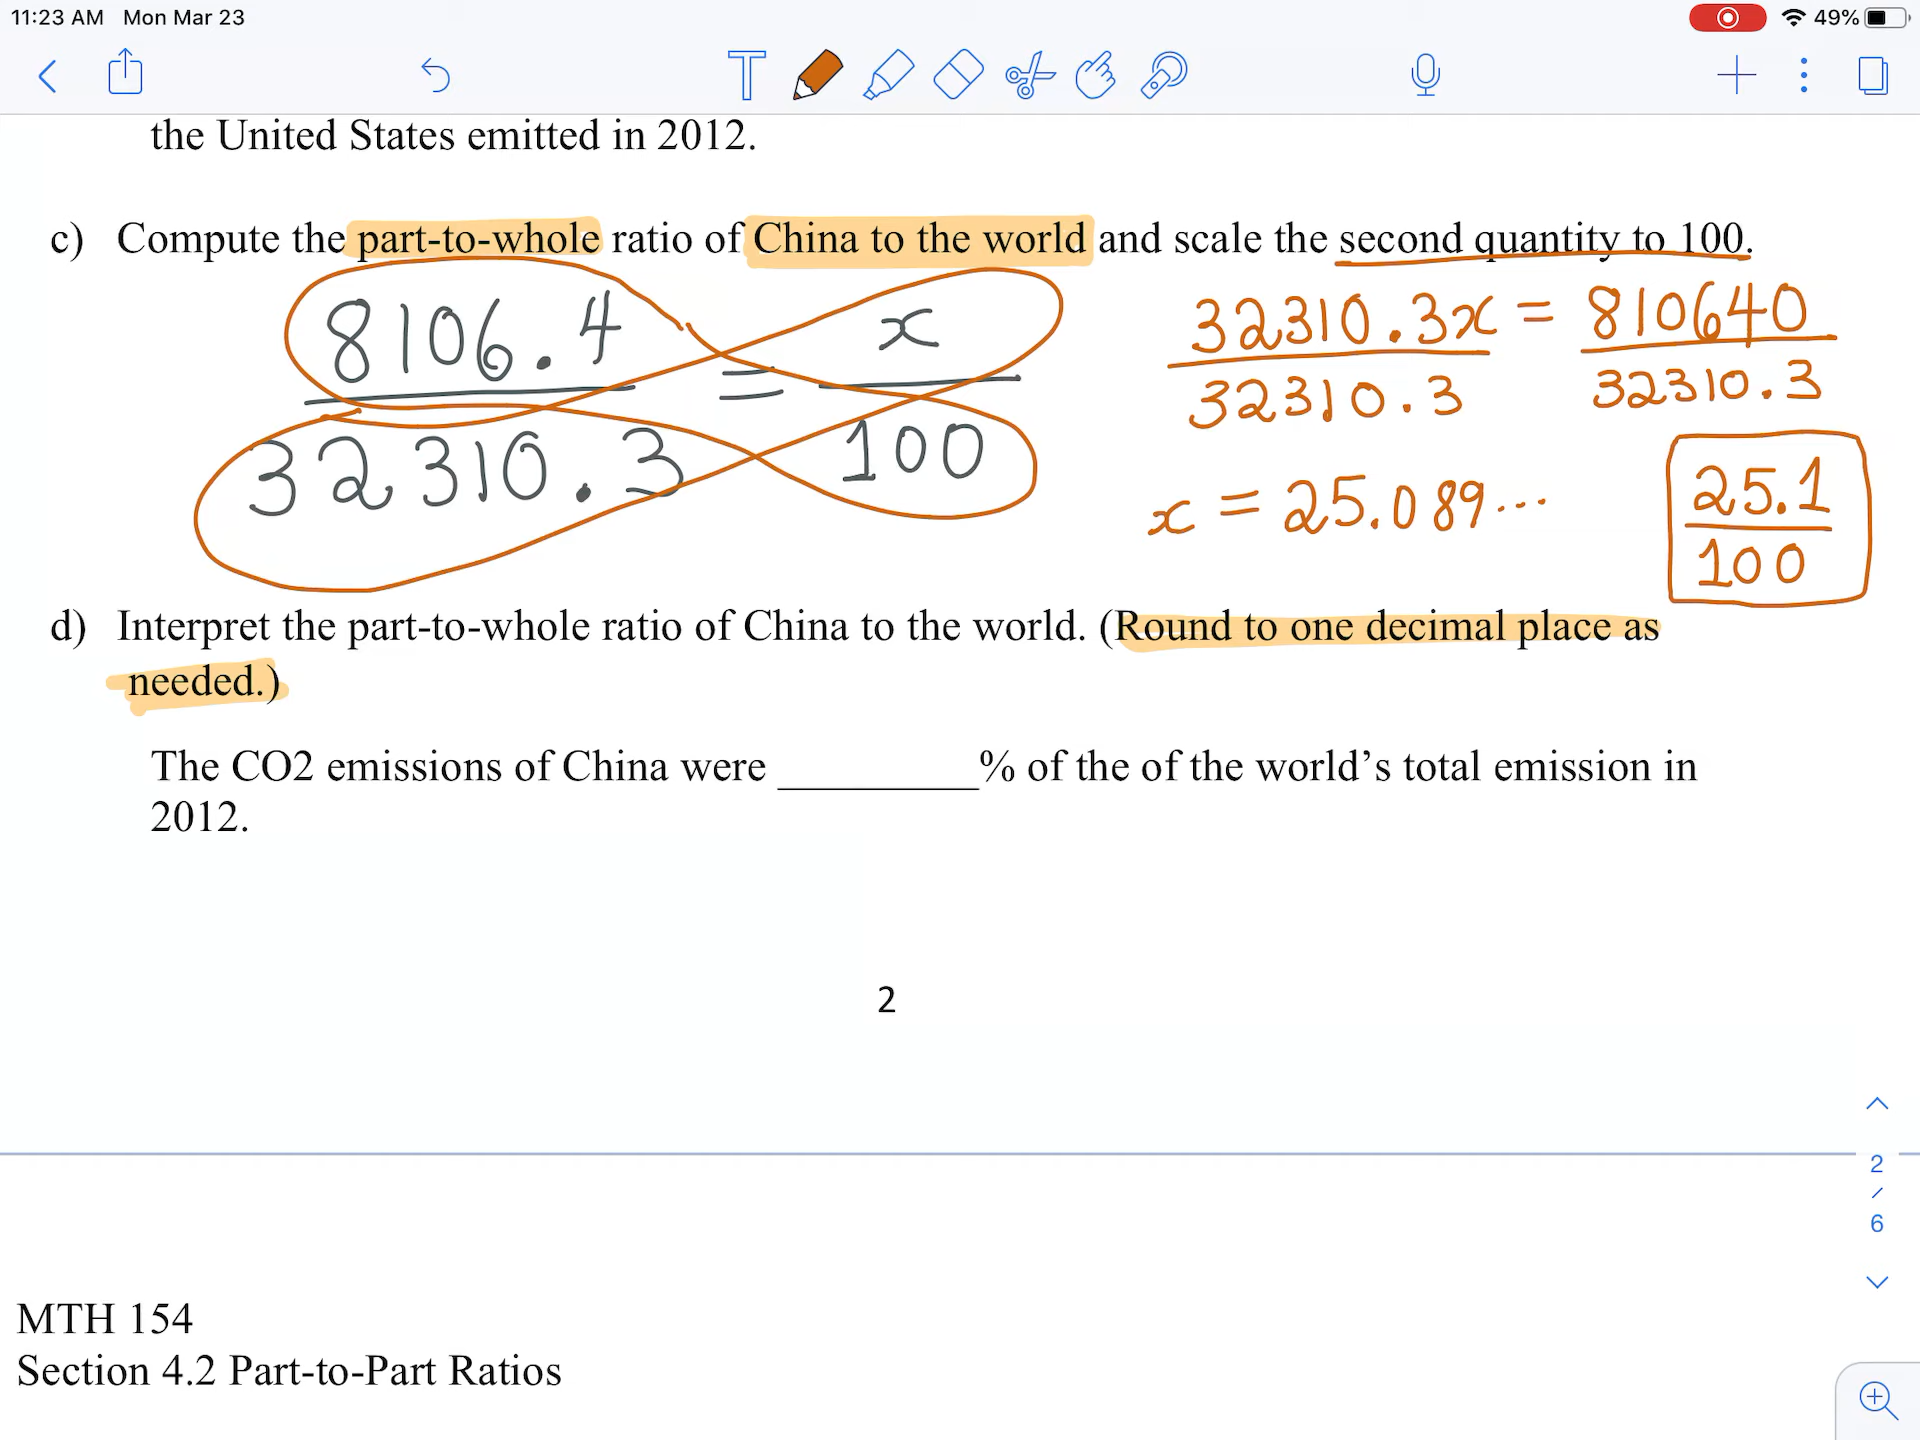 11:23 AM Mon Mar 23 49%
T
the United States emitted in 2012.
c) Compute the part-to-whole ratio of China to the world and scale the second quantity to 100.
8106.4 / 32310.3 = x / 100
32310.3x / 32310.3 = 810640 / 32310.3
x = 25.089...
25.1 / 100
d) Interpret the part-to-whole ratio of China to the world. (Round to one decimal place as
needed.)
The CO2 emissions of China were _________% of the of the world’s total emission in
2012.
2
2
/
6
MTH 154
Section 4.2 Part-to-Part Ratios